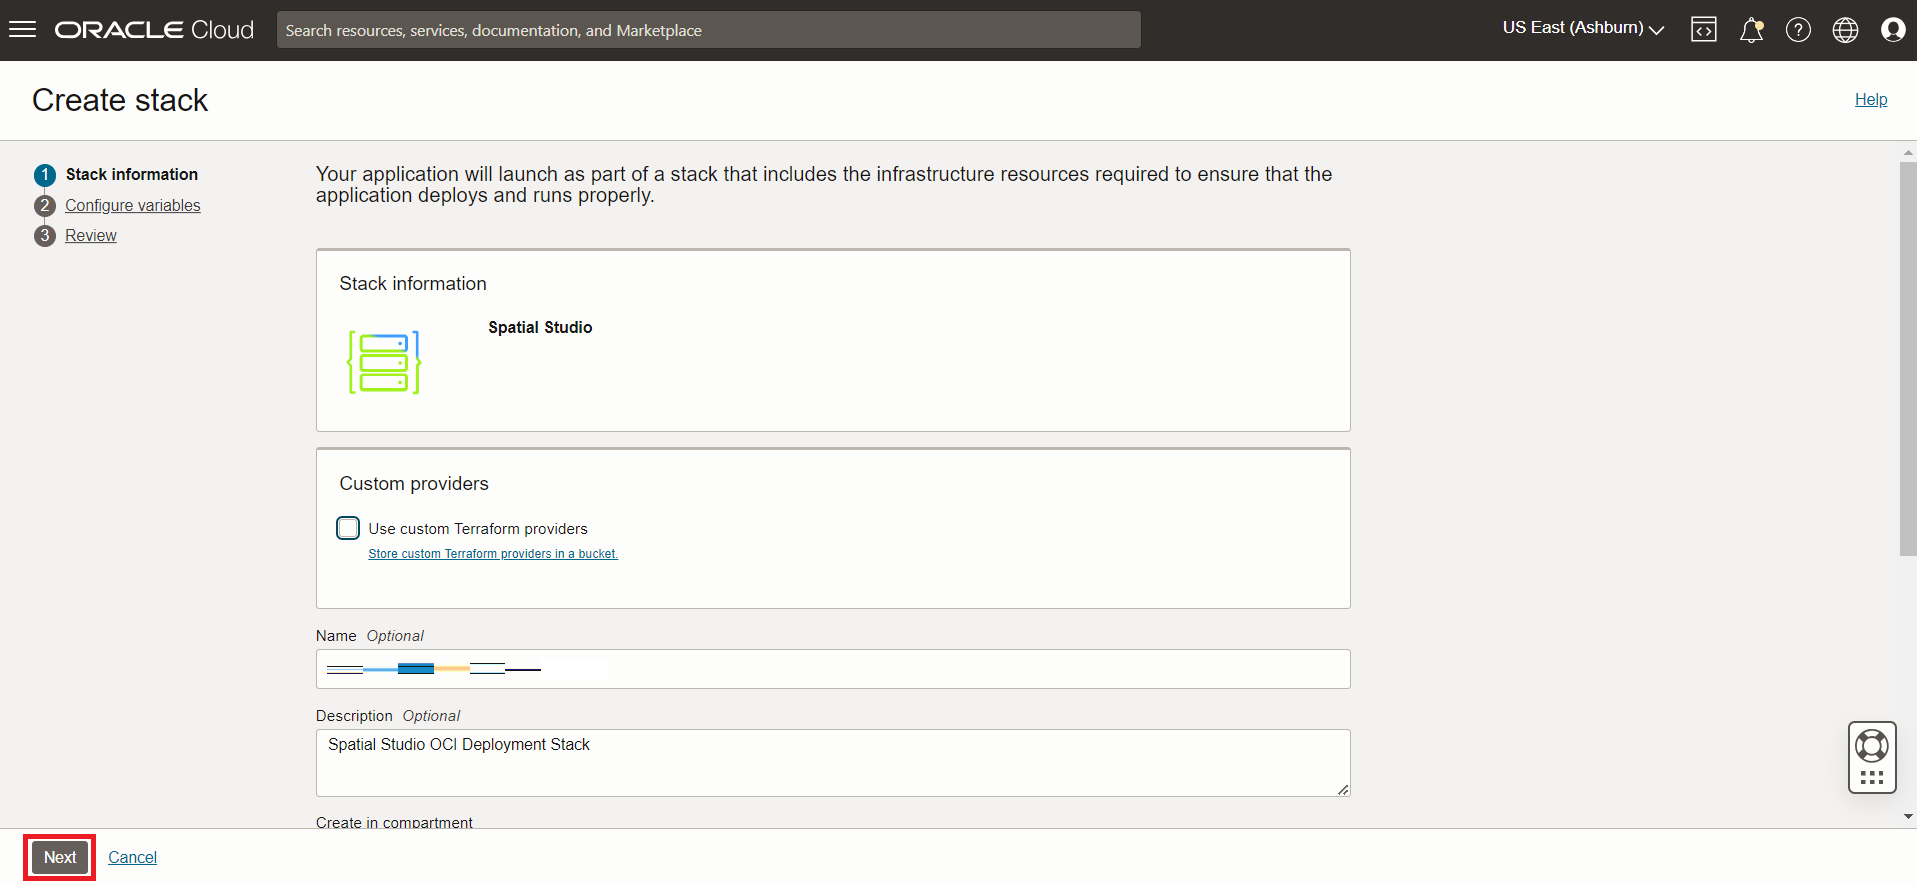 ORACLE Cloud
Search resources, services, documentation, and Marketplace
US East (Ashburn)
Create stack
Help
1 Stack information
2 Configure variables
3 Review
Your application will launch as part of a stack that includes the infrastructure resources required to ensure that the
application deploys and runs properly.
Stack information
Spatial Studio
Custom providers
Use custom Terraform providers
Store custom Terraform providers in a bucket.
Name Optional
Description Optional
Spatial Studio OCI Deployment Stack
Create in compartment
Next
Cancel